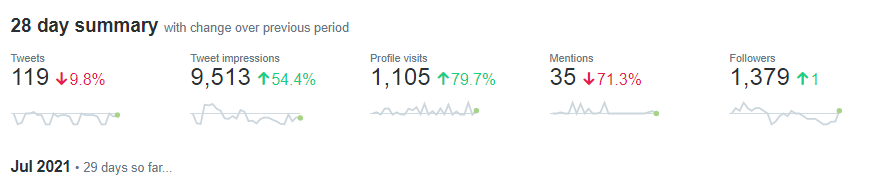 28 day summary with change over previous period
Tweets Tweet impressions Profile visits Mentions Followers
119 ↓9.8% 9,513 ↑54.4% 1,105 ↑79.7% 35 ↓71.3% 1,379 ↑1
Jul 2021 • 29 days so far...